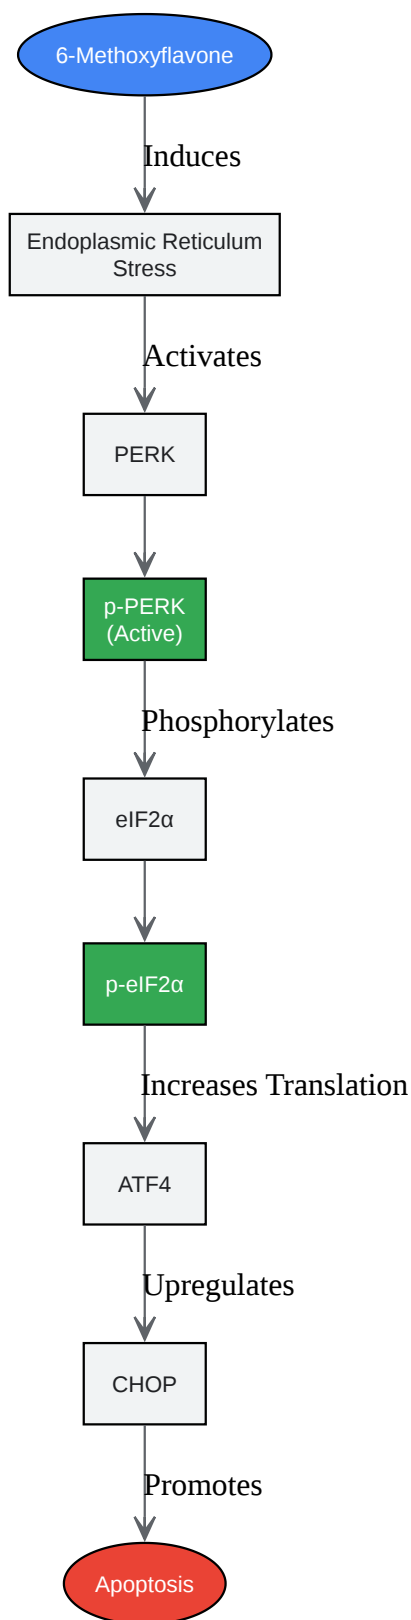 6-Methoxyflavone
Induces
Endoplasmic Reticulum
Stress
Activates
PERK
p-PERK
(Active)
Phosphorylates
eIF2α
p-eIF2α
Increases Translation
ATF4
Upregulates
CHOP
Promotes
Apoptosis